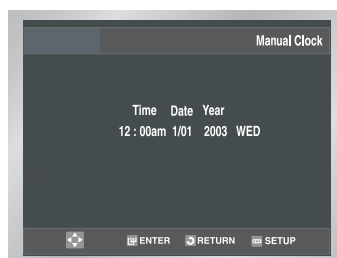 Manual Clock
Time Date Year
12 : 00am 1/01 2003 WED
ENTER RETURN SETUP